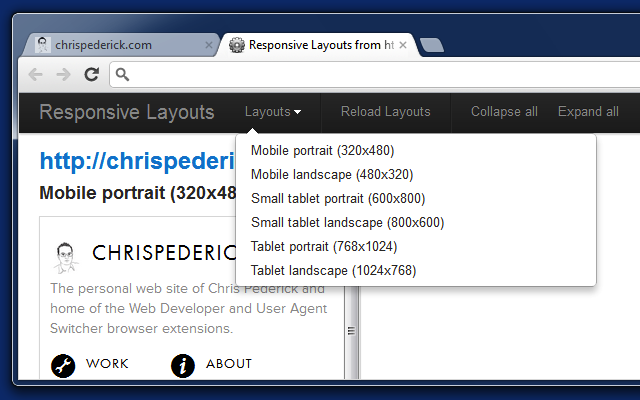 chrispederick.com
Responsive Layouts from ht
Responsive Layouts
Layouts
Reload Layouts
Collapse all
Expand all
http://chrispederi
Mobile portrait (320x48
Mobile portrait (320x480)
Mobile landscape (480x320)
Small tablet portrait (600x800)
Small tablet landscape (800x600)
Tablet portrait (768x1024)
Tablet landscape (1024x768)
CHRISPEDERICK
The personal web site of Chris Pederick and
home of the Web Developer and User Agent
Switcher browser extensions.
WORK
ABOUT